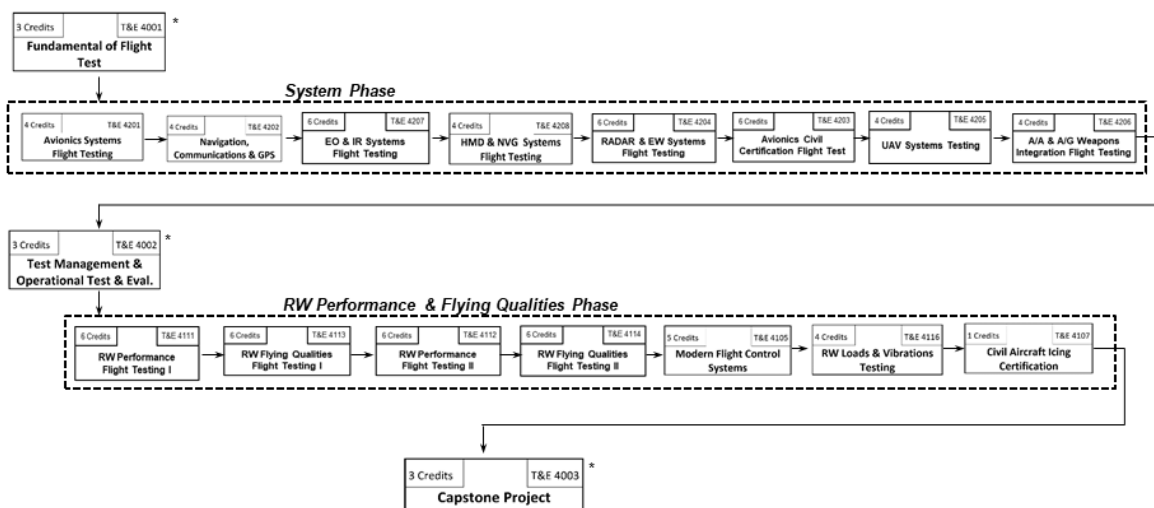 3 Credits T&E 4001 *
Fundamental of Flight
Test
System Phase
4 Credits T&E 4201
Avionics Systems
Flight Testing
4 Credits T&E 4202
Navigation,
Communications & GPS
6 Credits T&E 4207
EO & IR Systems
Flight Testing
4 Credits T&E 4208
HMD & NVG Systems
Flight Testing
6 Credits T&E 4204
RADAR & EW Systems
Flight Testing
6 Credits T&E 4203
Avionics Civil
Certification Flight Test
4 Credits T&E 4205
UAV Systems Testing
4 Credits T&E 4206
A/A & A/G Weapons
Integration Flight Testing
3 Credits T&E 4002 *
Test Management &
Operational Test & Eval.
RW Performance & Flying Qualities Phase
6 Credits T&E 4111
RW Performance
Flight Testing I
6 Credits T&E 4113
RW Flying Qualities
Flight Testing I
6 Credits T&E 4112
RW Performance
Flight Testing II
6 Credits T&E 4114
RW Flying Qualities
Flight Testing II
5 Credits T&E 4105
Modern Flight Control
Systems
4 Credits T&E 4116
RW Loads & Vibrations
Testing
1 Credits T&E 4107
Civil Aircraft Icing
Certification
3 Credits T&E 4003 *
Capstone Project